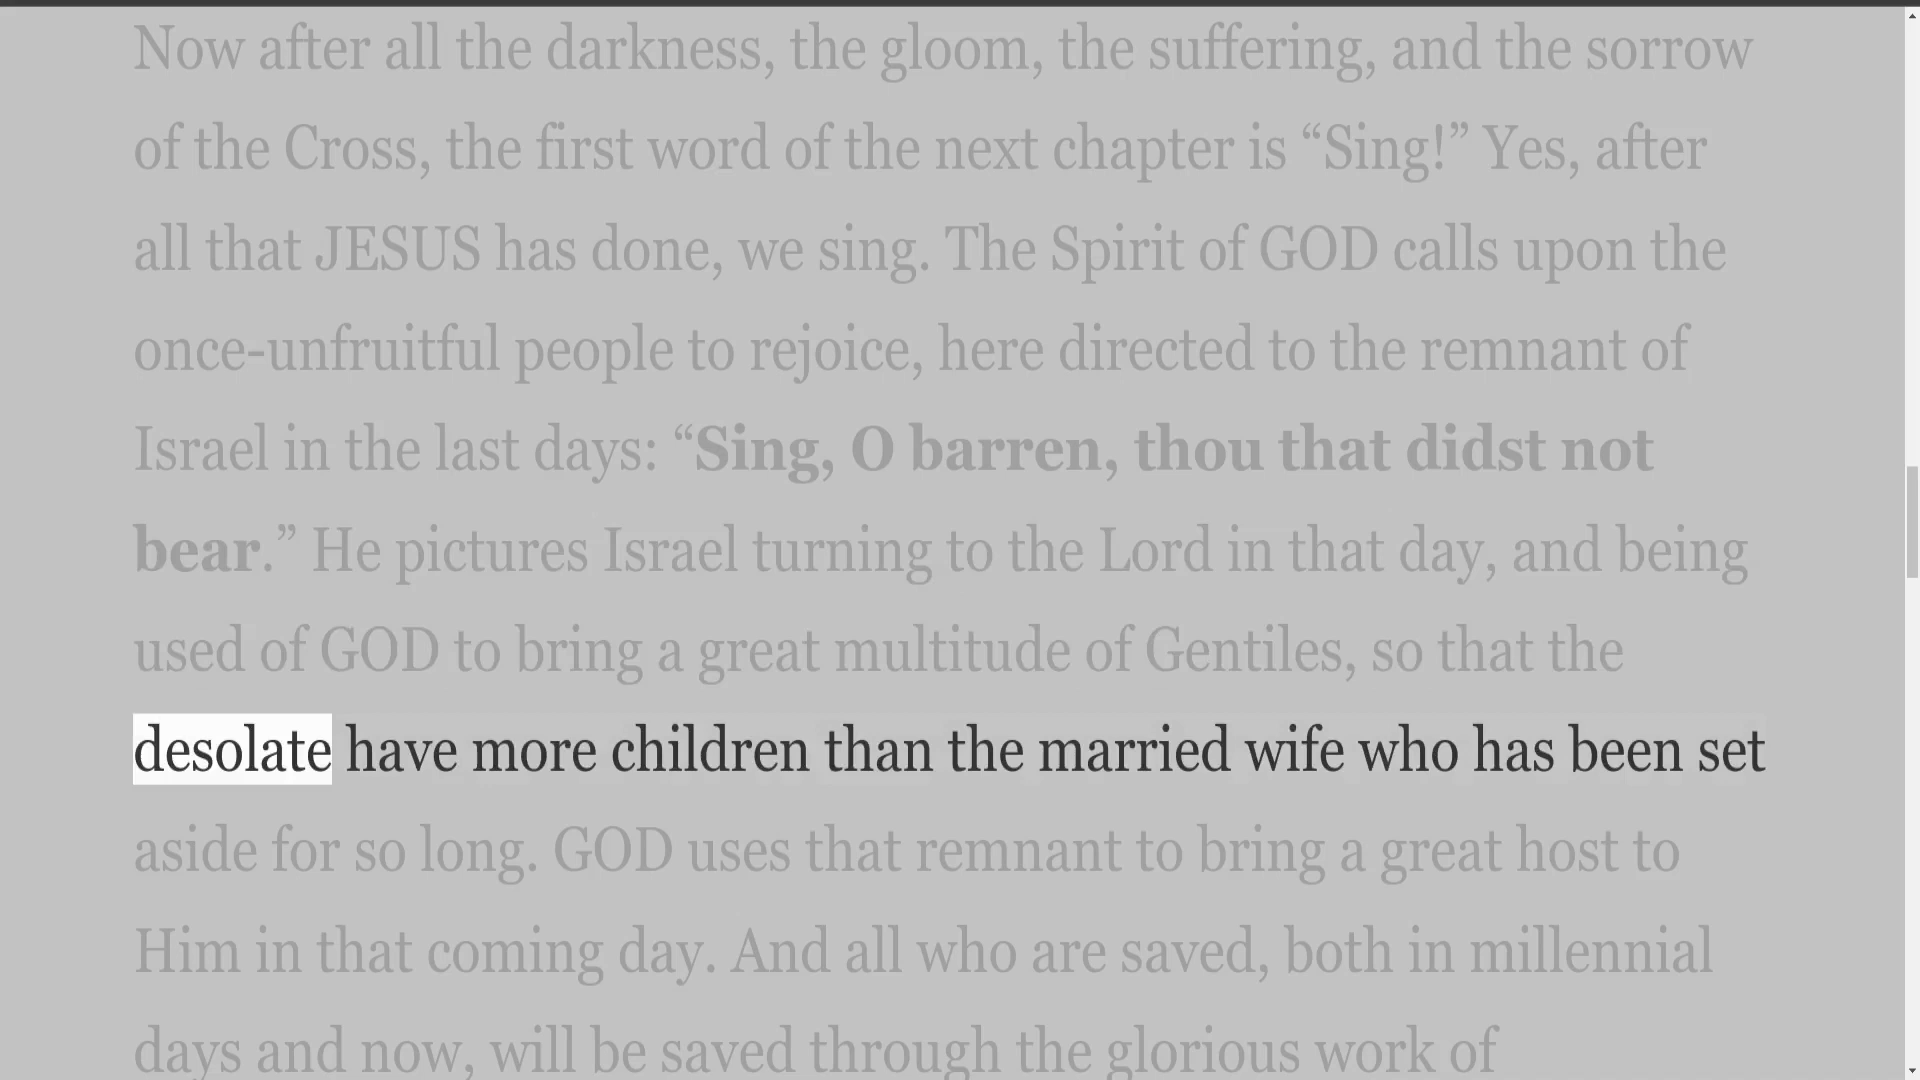 Now after all the darkness, the gloom, the suffering, and the sorrow
of the Cross, the first word of the next chapter is “Sing!” Yes, after
all that JESUS has done, we sing. The Spirit of GOD calls upon the
once-unfruitful people to rejoice, here directed to the remnant of
Israel in the last days: “Sing, O barren, thou that didst not
bear.” He pictures Israel turning to the Lord in that day, and being
used of GOD to bring a great multitude of Gentiles, so that the
desolate have more children than the married wife who has been set
aside for so long. GOD uses that remnant to bring a great host to
Him in that coming day. And all who are saved, both in millennial
days and now, will be saved through the glorious work of